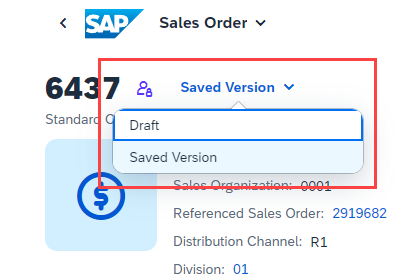 SAP Sales Order
6437 Saved Version
Standard O
Draft
Saved Version
Sales Organization: 0001
Referenced Sales Order: 2919682
Distribution Channel: R1
Division: 01